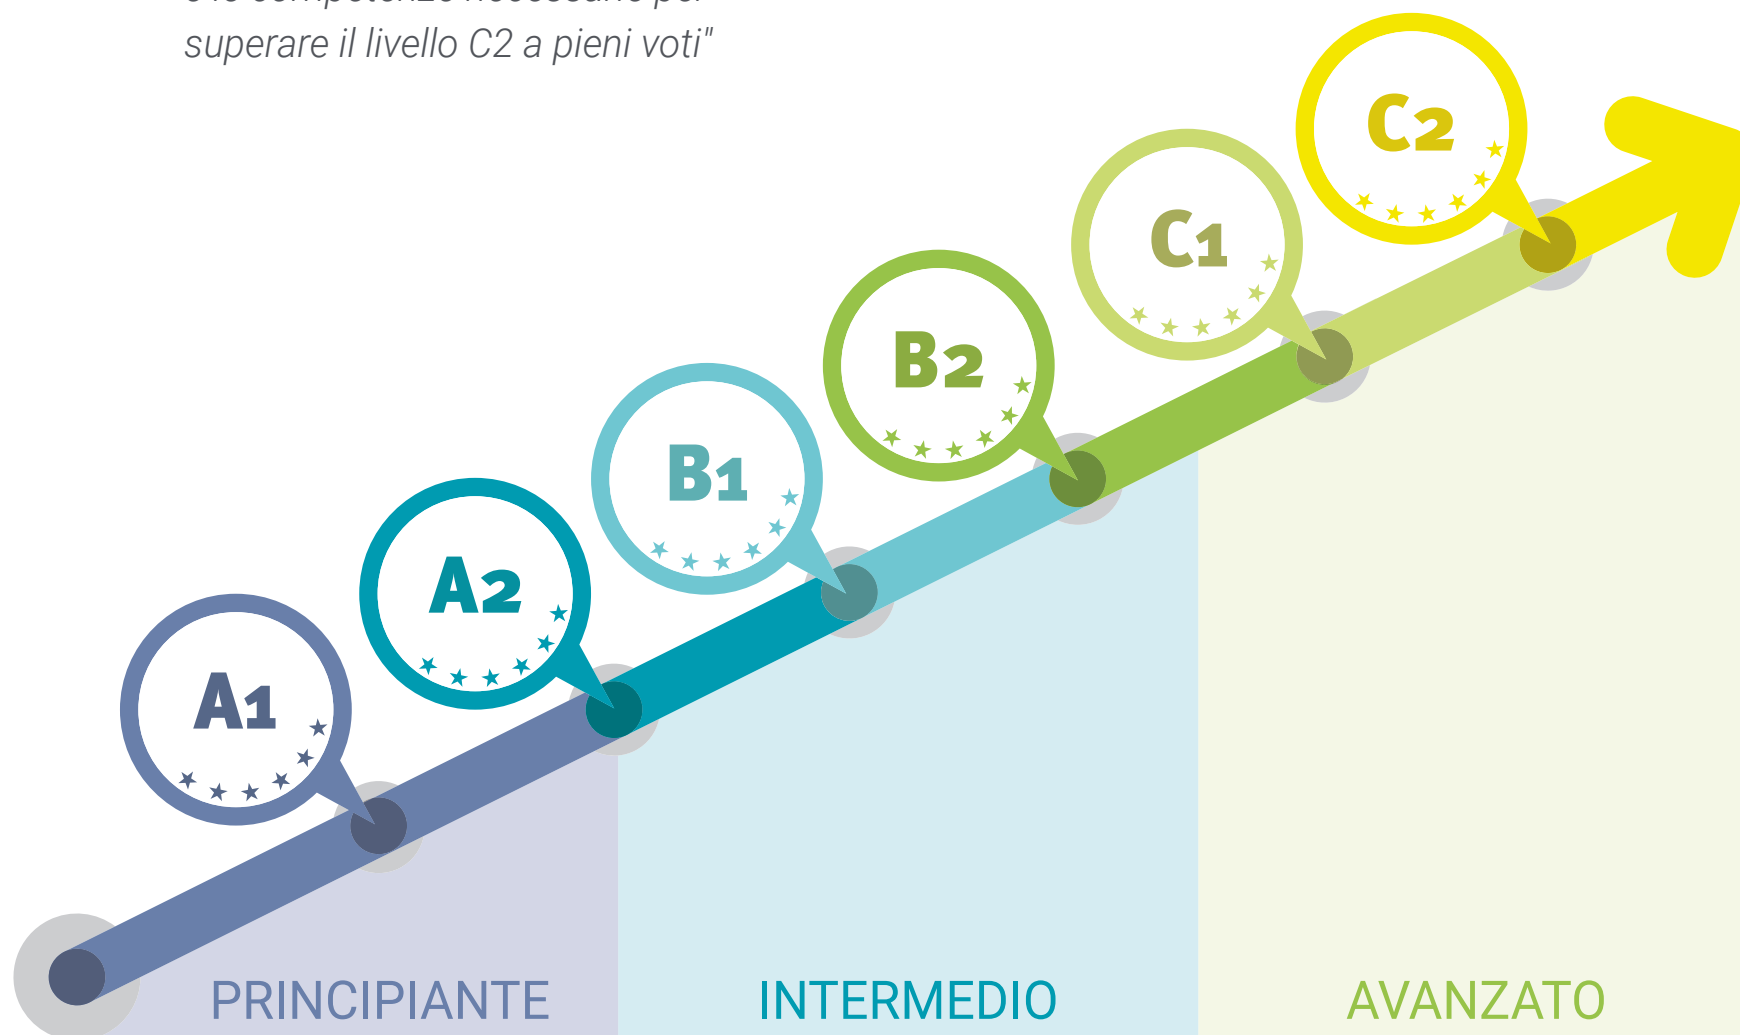 superare il livello C2 a pieni voti"
C2
C1
B2
B1
A2
A1
PRINCIPIANTE
INTERMEDIO
AVANZATO